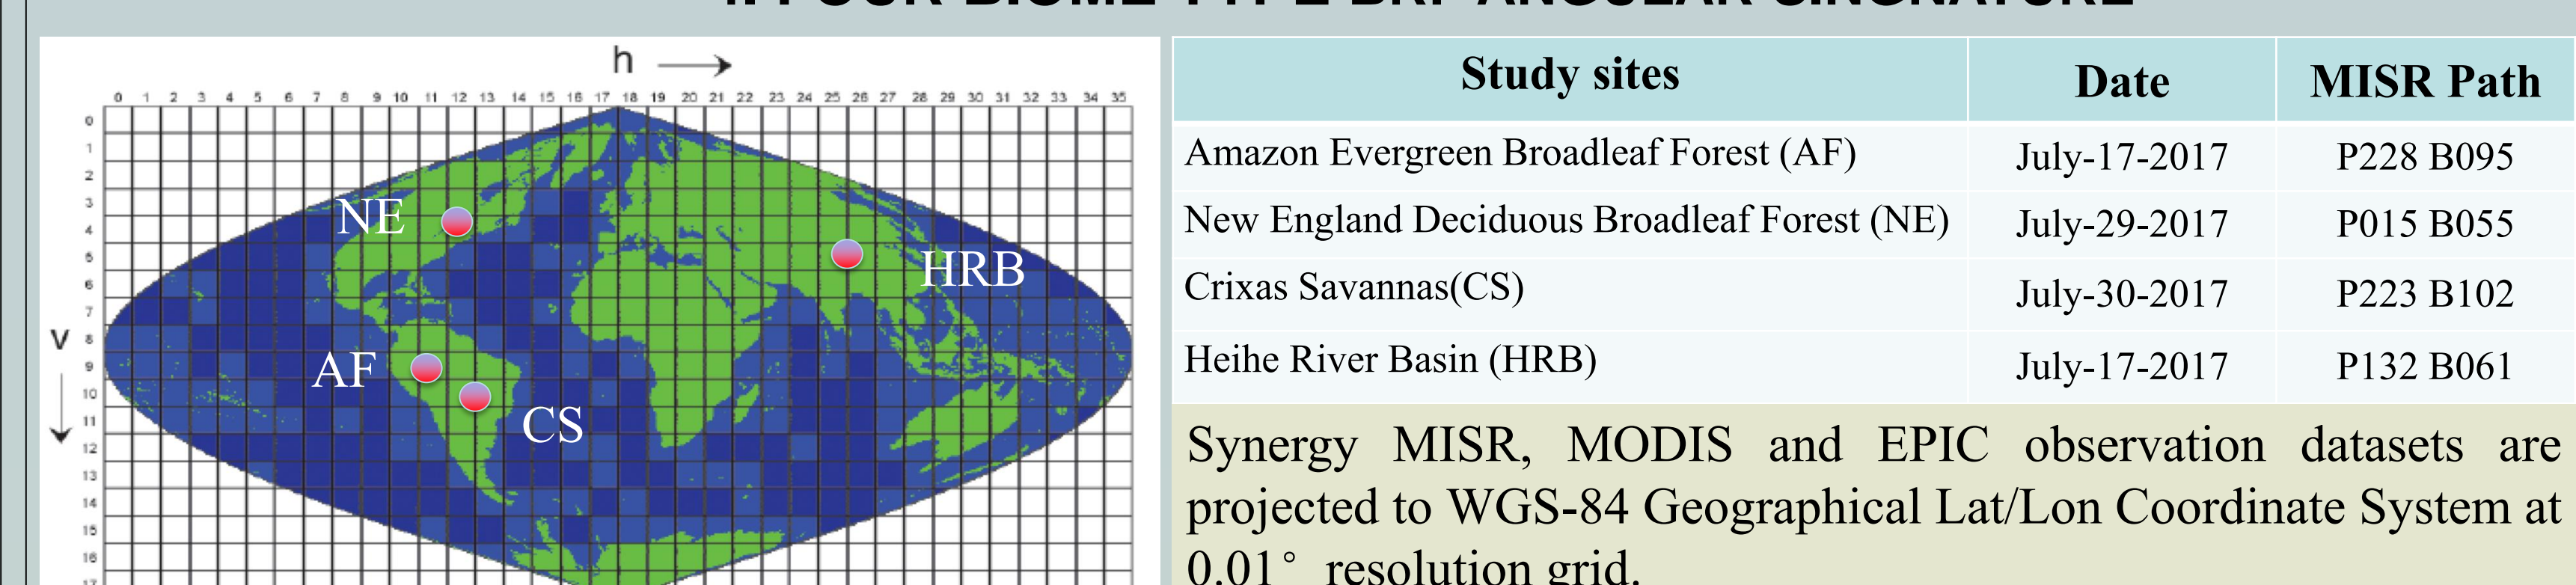 h
0 1 2 3 4 5 6 7 8 9 10 11 12 13 14 15 16 17 18 19 20 21 22 23 24 25 26 27 28 29 30 31 32 33 34 35
0
1
2
3
4
5
6
7
8
9
10
11
12
13
14
15
16
17
v
NE
HRB
AF
CS
Study sites Date MISR Path
Amazon Evergreen Broadleaf Forest (AF) July-17-2017 P228 B095
New England Deciduous Broadleaf Forest (NE) July-29-2017 P015 B055
Crixas Savannas(CS) July-30-2017 P223 B102
Heihe River Basin (HRB) July-17-2017 P132 B061
Synergy MISR, MODIS and EPIC observation datasets are
projected to WGS-84 Geographical Lat/Lon Coordinate System at
0.01° resolution grid.